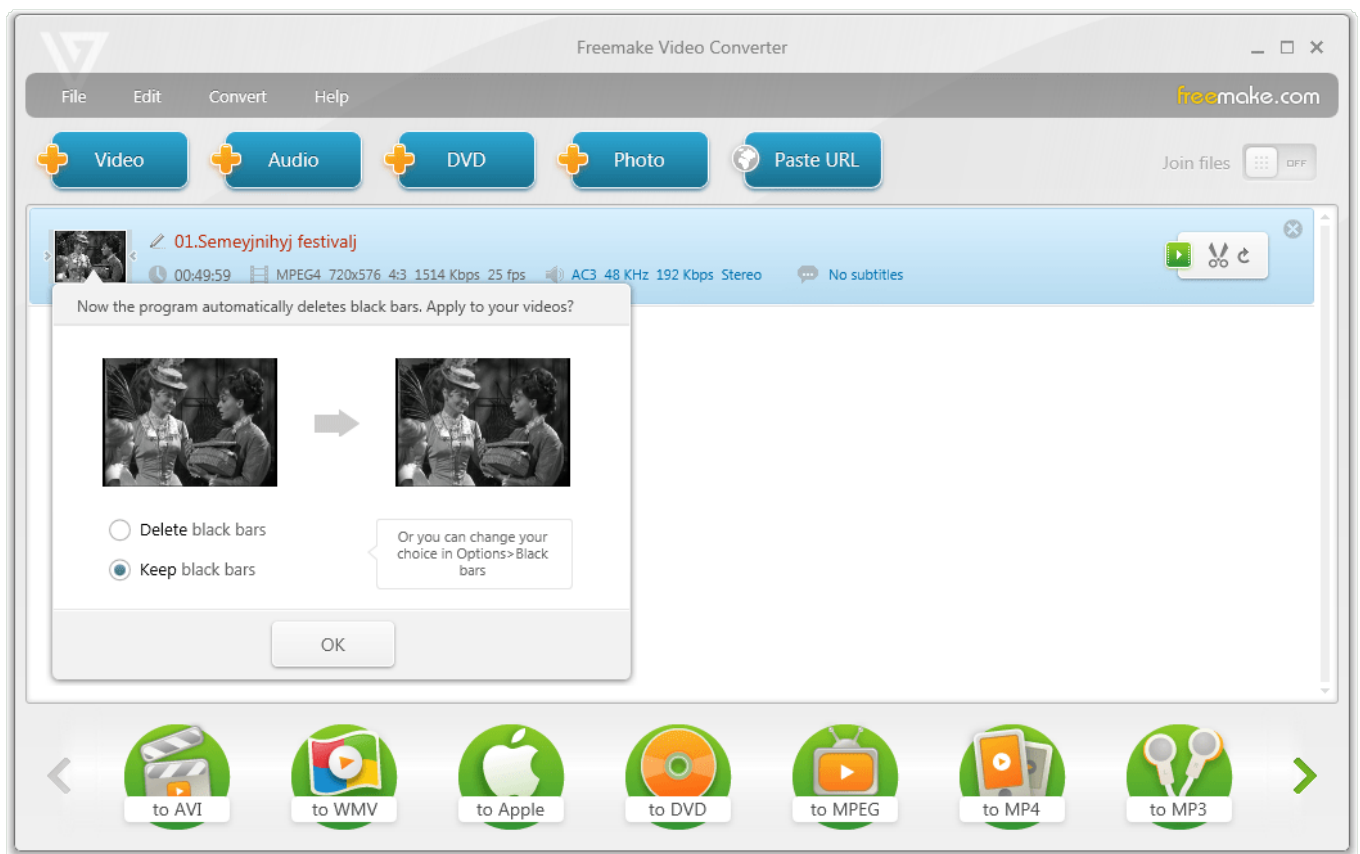 Freemake Video Converter
File Edit Convert Help
freemake.com
Video Audio DVD Photo Paste URL
Join files OFF
01.Semeyjnihyj festivalj
00:49:59 MPEG4 720x576 4:3 1514 Kbps 25 fps AC3 48 KHz 192 Kbps Stereo No subtitles
Now the program automatically deletes black bars. Apply to your videos?
Delete black bars
Keep black bars
Or you can change your
choice in Options>Black
bars
OK
to AVI to WMV to Apple to DVD to MPEG to MP4 to MP3